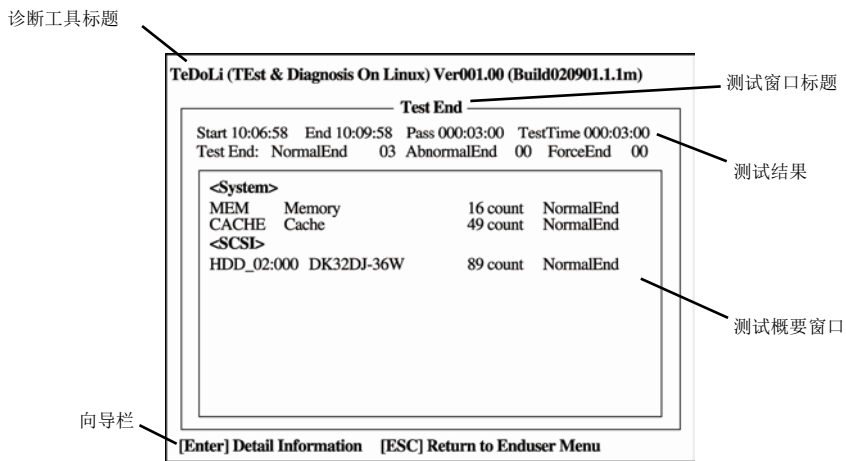 诊断工具标题
TeDoLi (TEst & Diagnosis On Linux) Ver001.00 (Build020901.1.1m)
测试窗口标题
Test End
Start 10:06:58 End 10:09:58 Pass 000:03:00 TestTime 000:03:00
Test End: NormalEnd 03 AbnormalEnd 00 ForceEnd 00
测试结果
<System>
MEM Memory 16 count NormalEnd
CACHE Cache 49 count NormalEnd
<SCSI>
HDD_02:000 DK32DJ-36W 89 count NormalEnd
测试概要窗口
向导栏
[Enter] Detail Information [ESC] Return to Enduser Menu